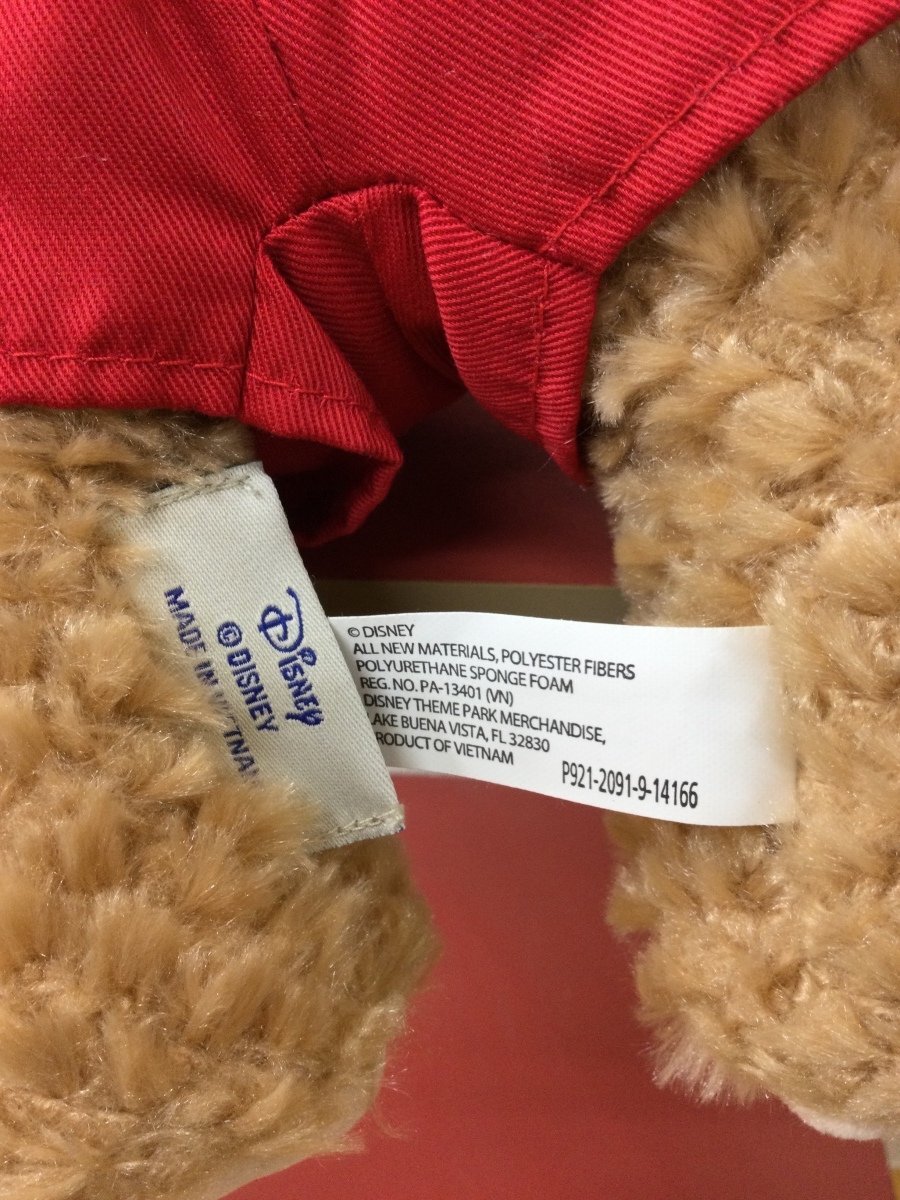 Disney
© DISNEY
MADE IN VIETNA
© DISNEY
ALL NEW MATERIALS, POLYESTER FIBERS
POLYURETHANE SPONGE FOAM
REG. NO. PA-13401 (VN)
DISNEY THEME PARK MERCHANDISE,
LAKE BUENA VISTA, FL 32830
PRODUCT OF VIETNAM
P921-2091-9-14166